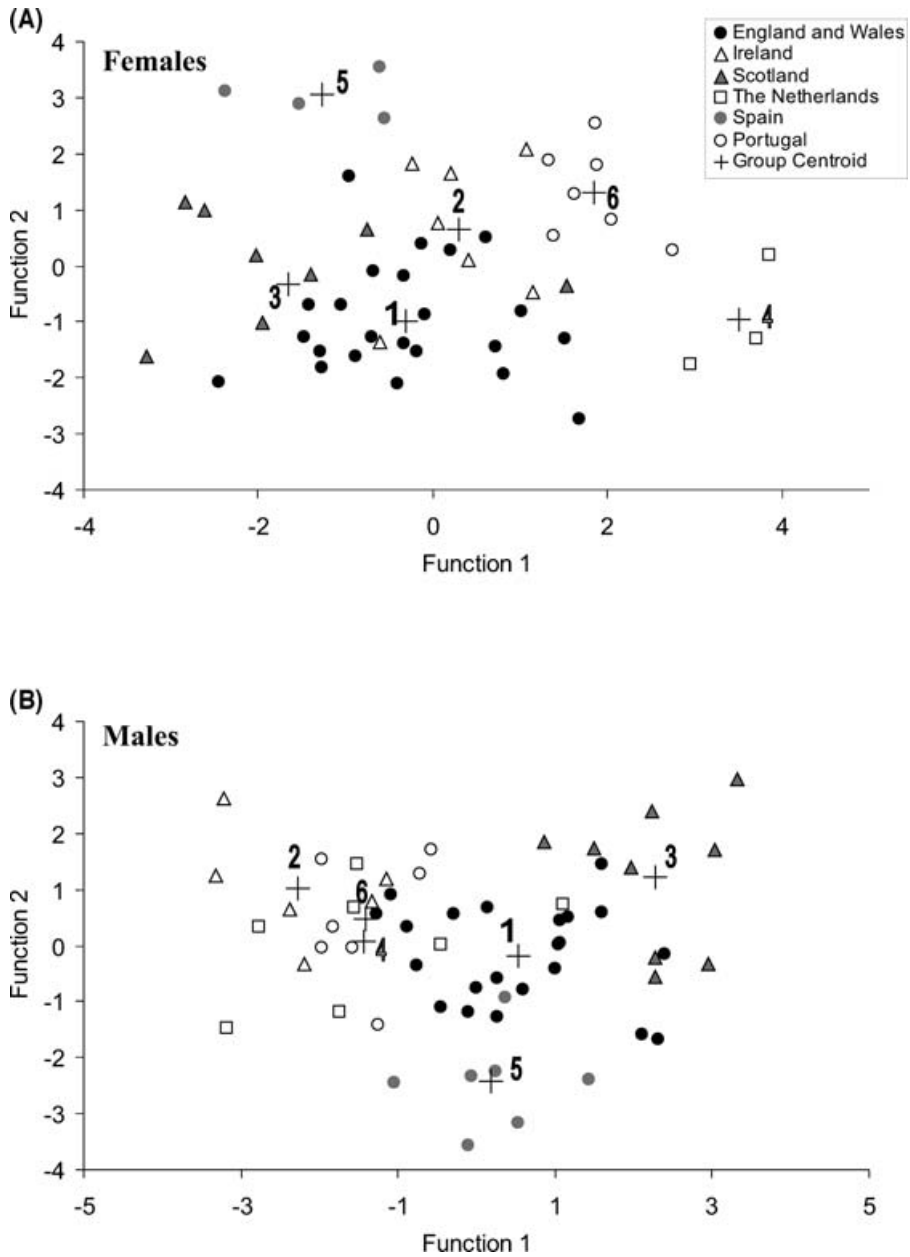 (A)
Females
England and Wales
Ireland
Scotland
The Netherlands
Spain
Portugal
Group Centroid
4
3
2
1
0
-1
-2
-3
-4
Function 2
5
2
6
3
1
4
-4
-2
0
2
4
Function 1
(B)
Males
4
3
2
1
0
-1
-2
-3
-4
Function 2
2
3
6
1
4
5
-5
-3
-1
1
3
5
Function 1